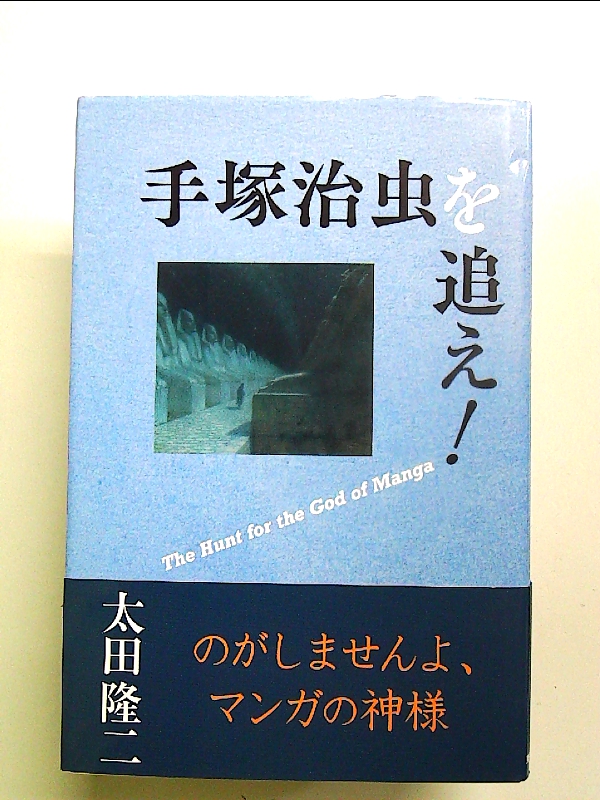 手塚治虫を追え!
The Hunt for the God of Manga
太田隆二
のがしませんよ、
マンガの神様